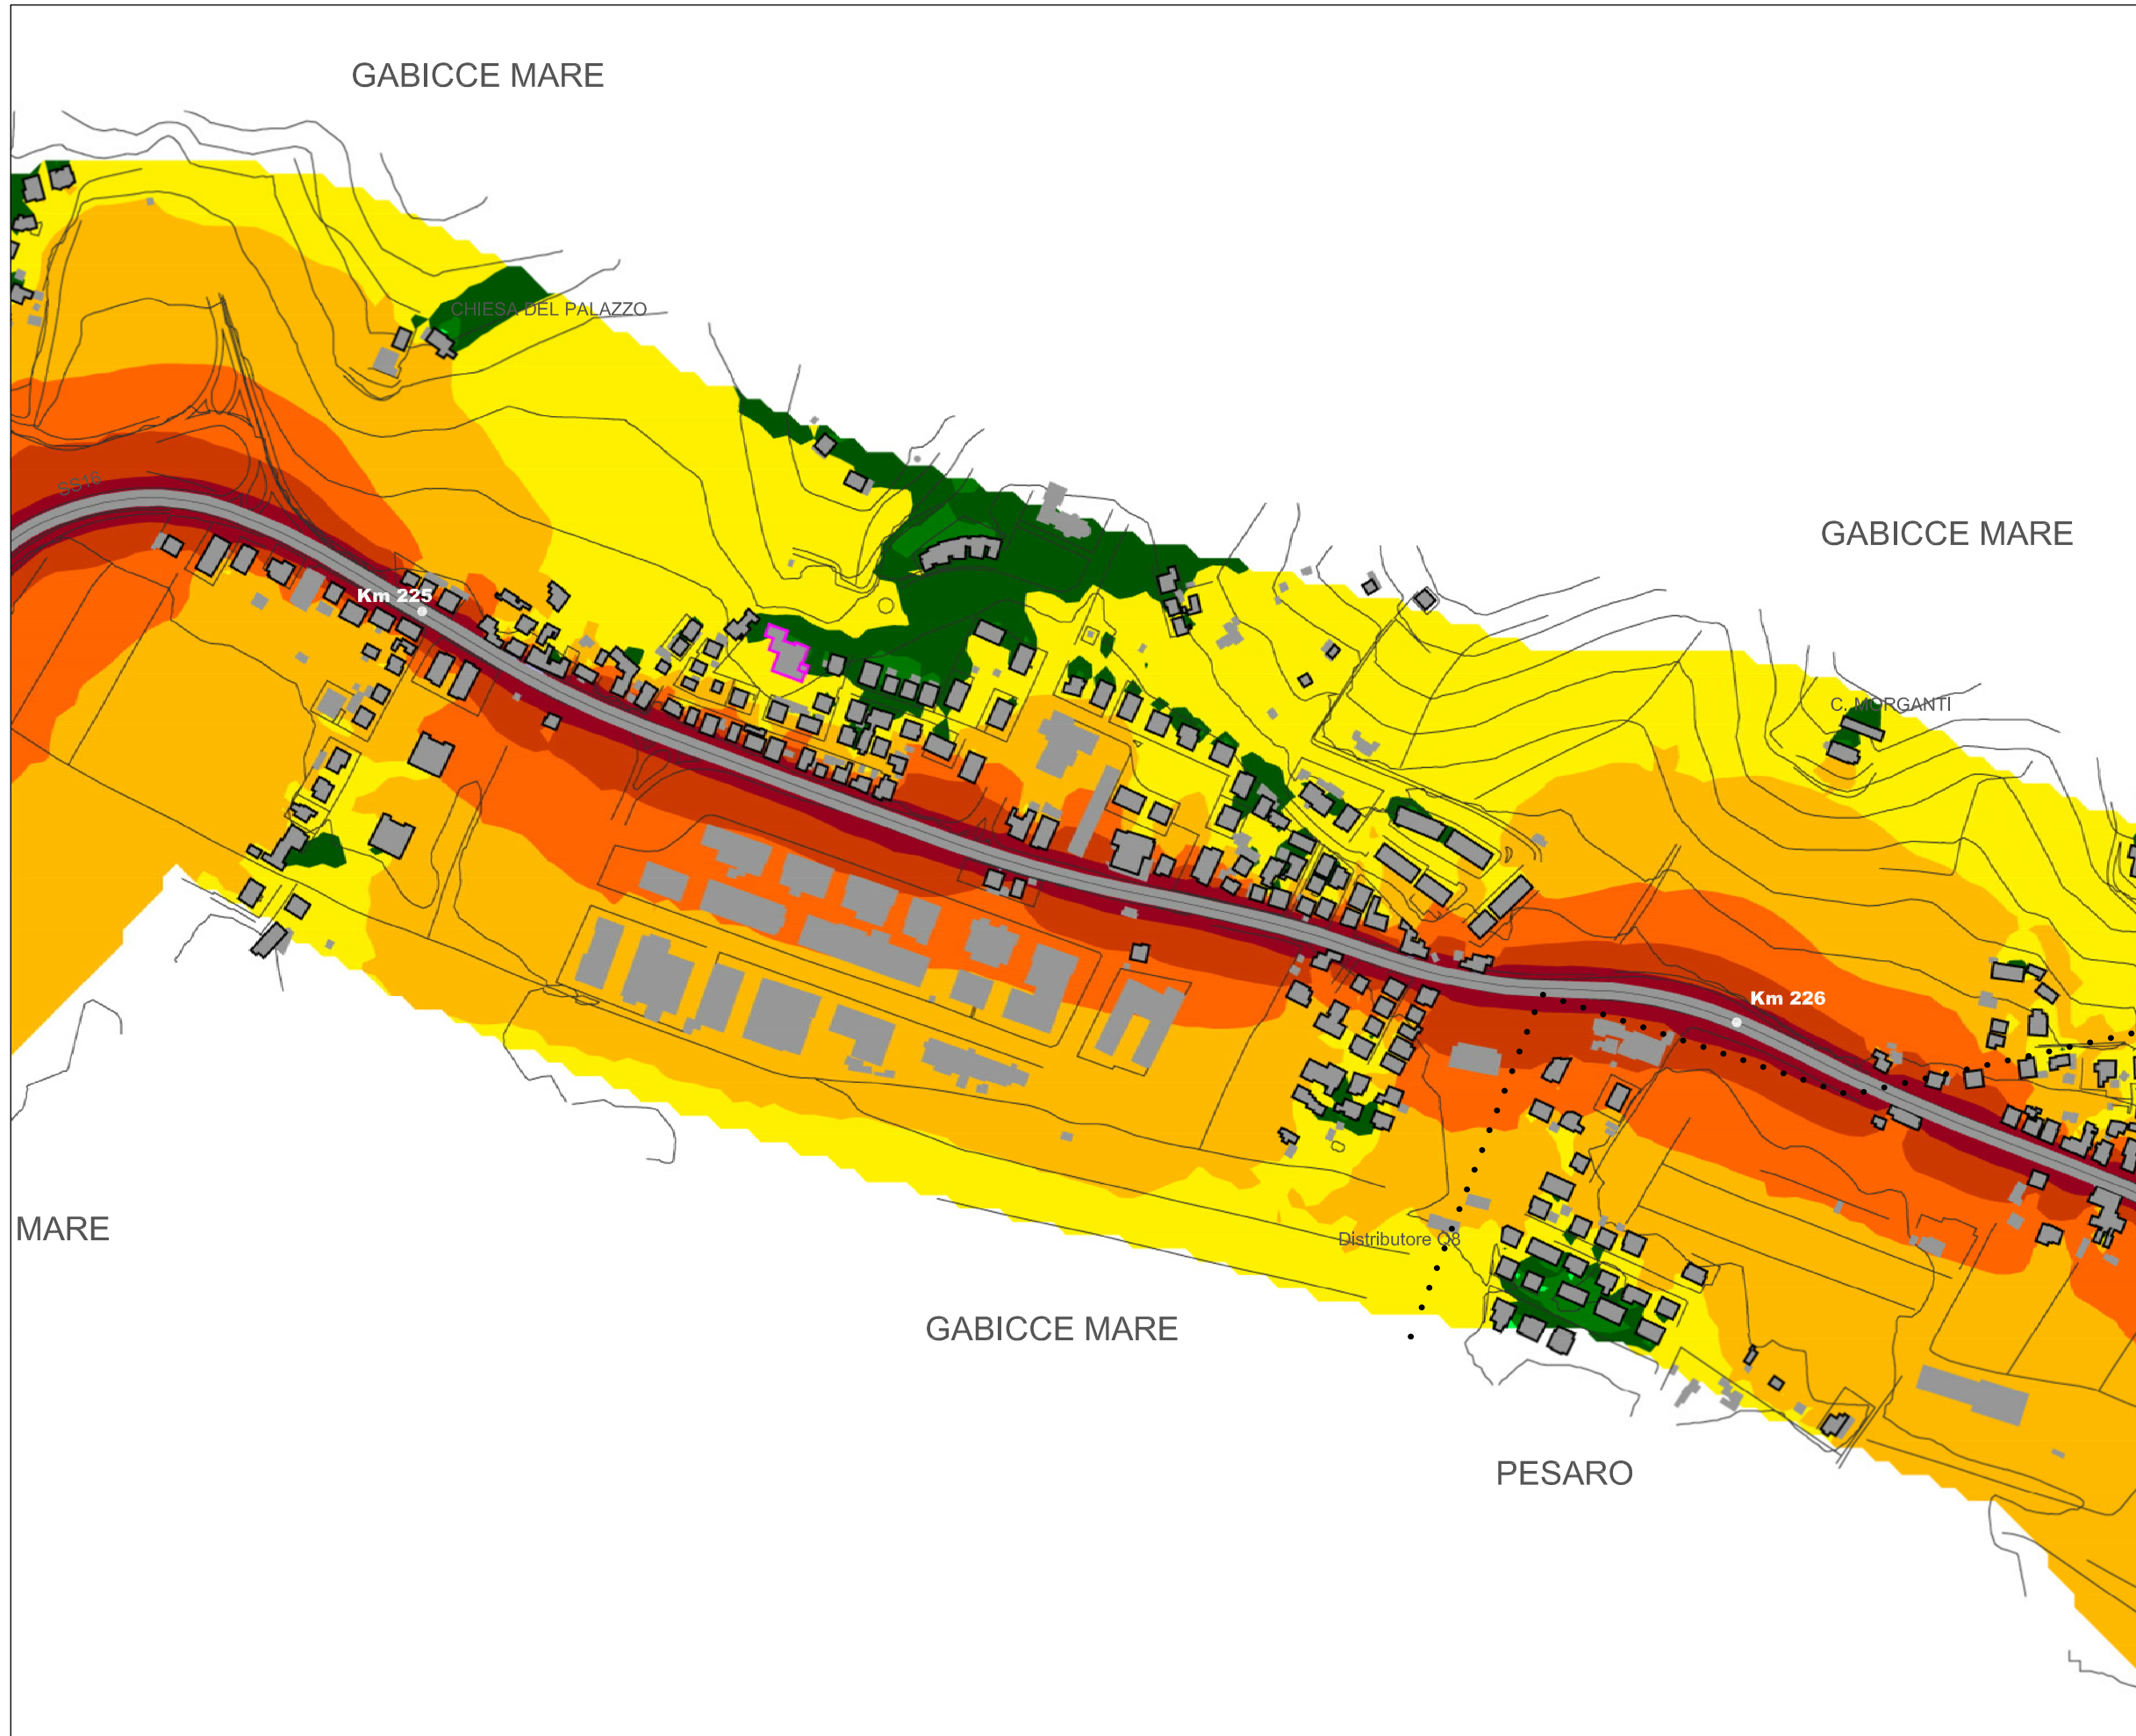 GABICCE MARE
CHIESA DEL PALAZZO
SS16
GABICCE MARE
Km 225
C. MORGANTI
Km 226
MARE
Distributore Q8
GABICCE MARE
PESARO